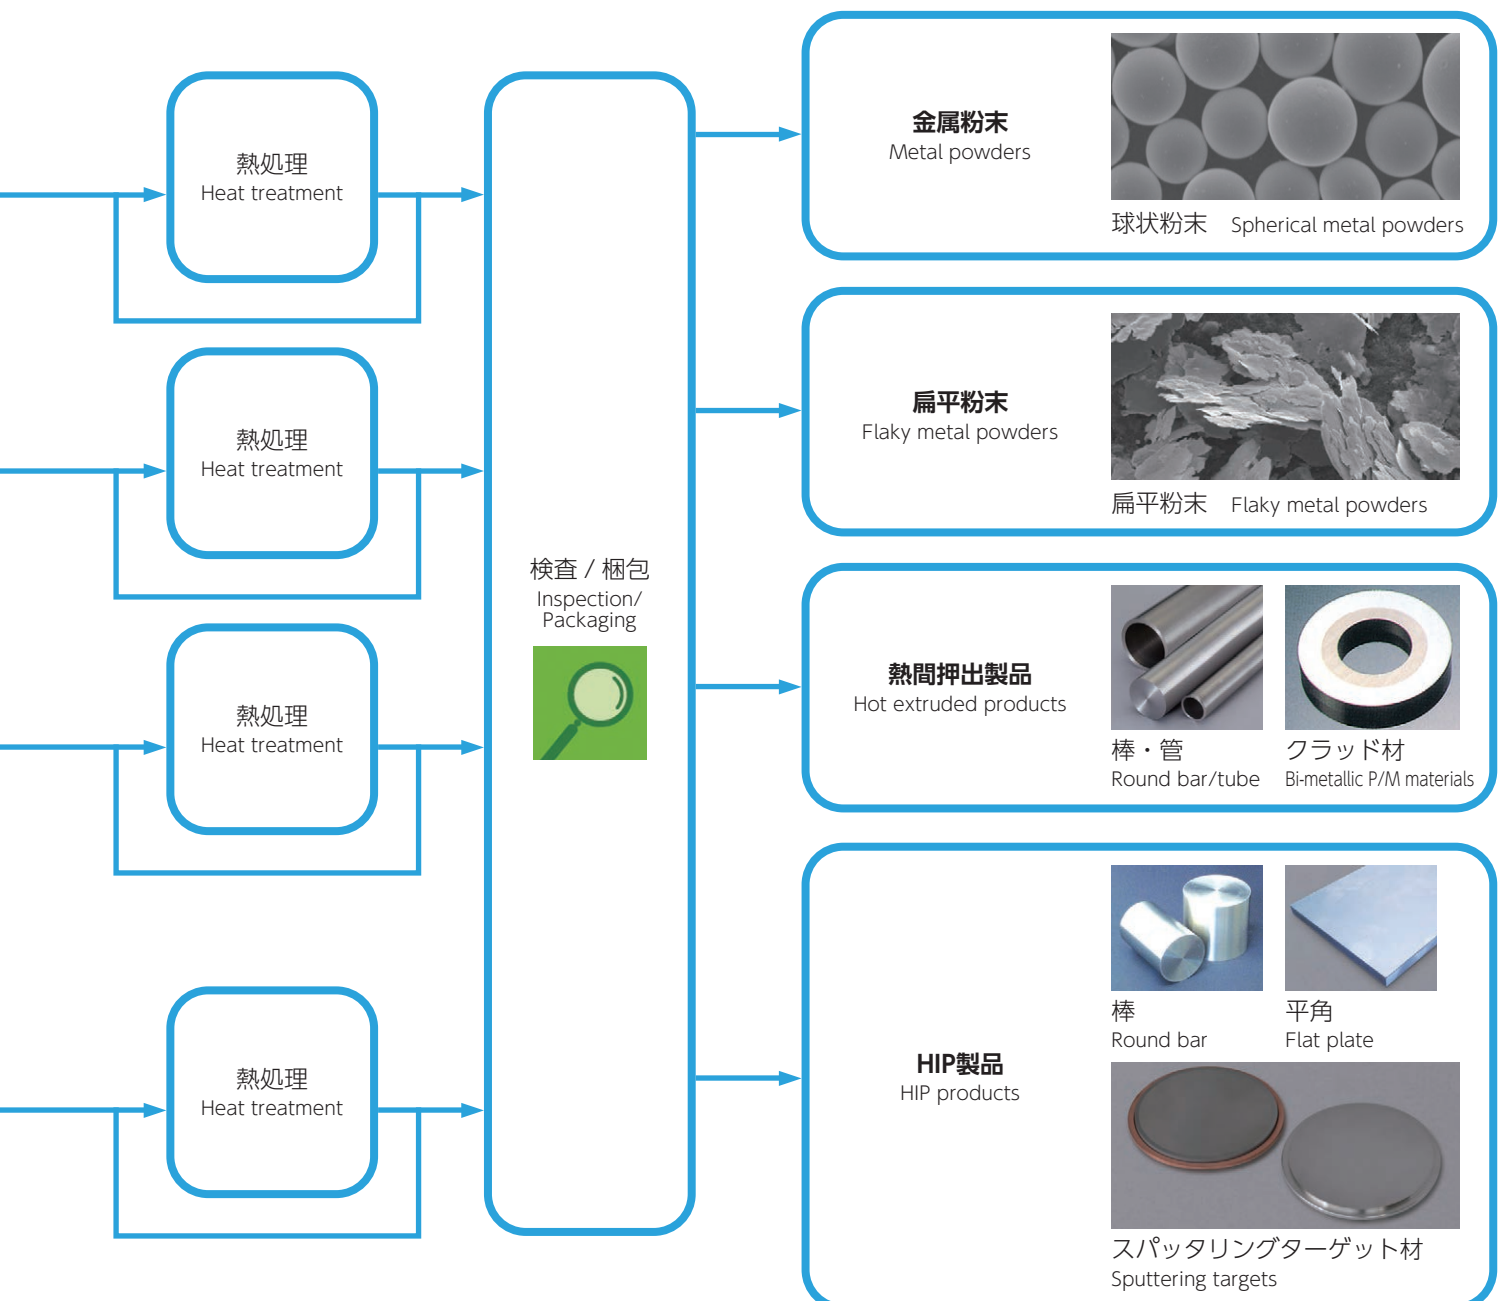 熱処理
Heat treatment
熱処理
Heat treatment
熱処理
Heat treatment
熱処理
Heat treatment
検査 / 梱包
Inspection/
Packaging
金属粉末
Metal powders
球状粉末 Spherical metal powders
扁平粉末
Flaky metal powders
扁平粉末 Flaky metal powders
熱間押出製品
Hot extruded products
棒・管
Round bar/tube
クラッド材
Bi-metallic P/M materials
HIP製品
HIP products
棒
Round bar
平角
Flat plate
スパッタリングターゲット材
Sputtering targets